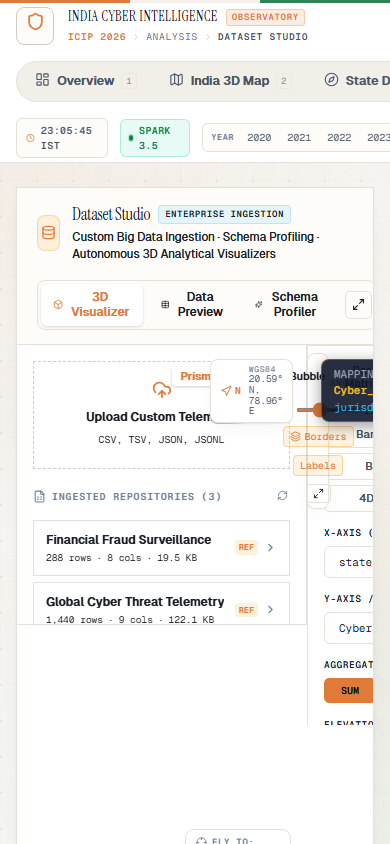 INDIA CYBER INTELLIGENCE OBSERVATORY
ICIP 2026 > ANALYSIS > DATASET STUDIO
Overview 1 India 3D Map 2 State D
23:05:45 IST
SPARK 3.5
YEAR 2020 2021 2022 2023
Dataset Studio ENTERPRISE INGESTION
Custom Big Data Ingestion · Schema Profiling ·
Autonomous 3D Analytical Visualizers
3D Visualizer
Data Preview
Schema Profiler
Prism
N
WGS84
20.59°
N,
78.96°
E
Bubble
MAPPIN
Cyber_
jurisd
Upload Custom Telem
CSV, TSV, JSON, JSONL
Borders
Bar
Labels
B
4D
INGESTED REPOSITORIES (3)
Financial Fraud Surveillance
288 rows · 8 cols · 19.5 KB
REF
Global Cyber Threat Telemetry
1,440 rows · 9 cols · 122.1 KB
REF
X-AXIS (
state
Y-AXIS /
Cyber
AGGREGAT
SUM
ELEVATIO
FLY TO: